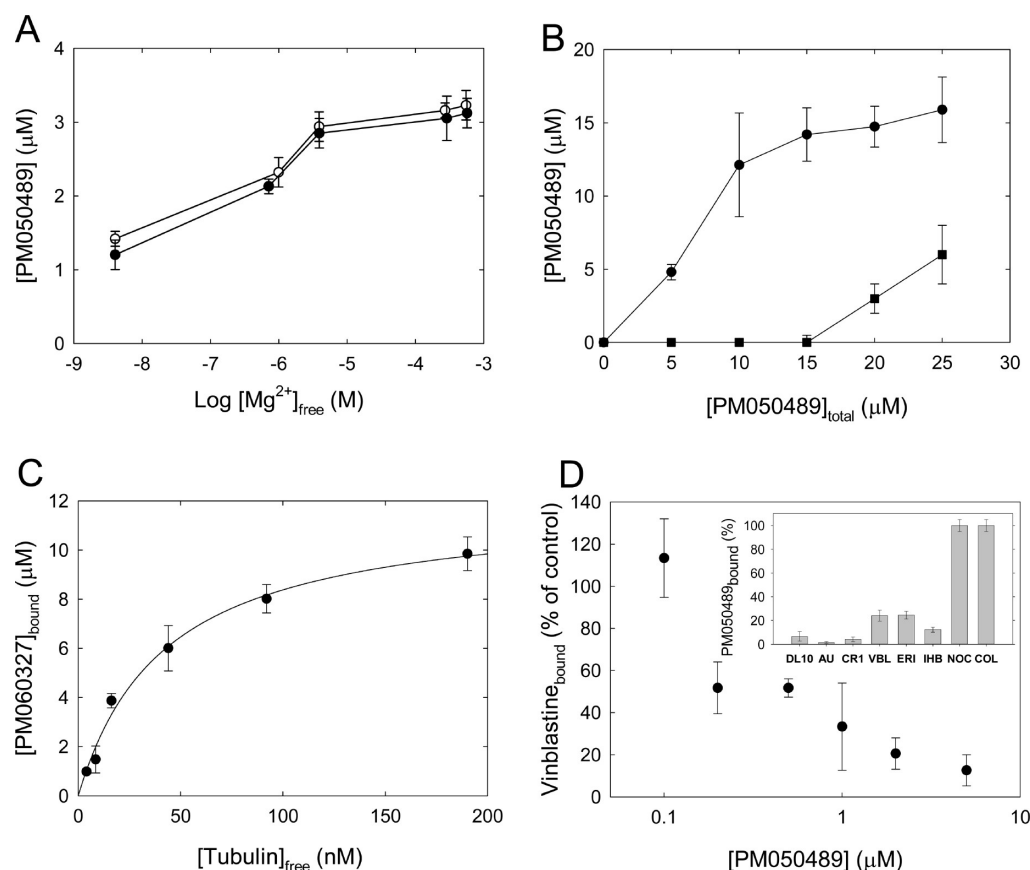 A
[PM050489] (μM)
4
3
2
1
0
-9 -8 -7 -6 -5 -4 -3
Log [Mg2+]free (M)
B
[PM050489] (μM)
20
15
10
5
0
0 5 10 15 20 25 30
[PM050489]total (μM)
C
[PM060327]bound (μM)
12
10
8
6
4
2
0
0 50 100 150 200
[Tubulin]free (nM)
D
Vinblastinebound (% of control)
140
120
100
80
60
40
20
0
0.1 1 10
[PM050489] (μM)
PM050489bound (%)
100
80
60
40
20
0
DL10 AU CR1 VBL ERI IHB NOC COL